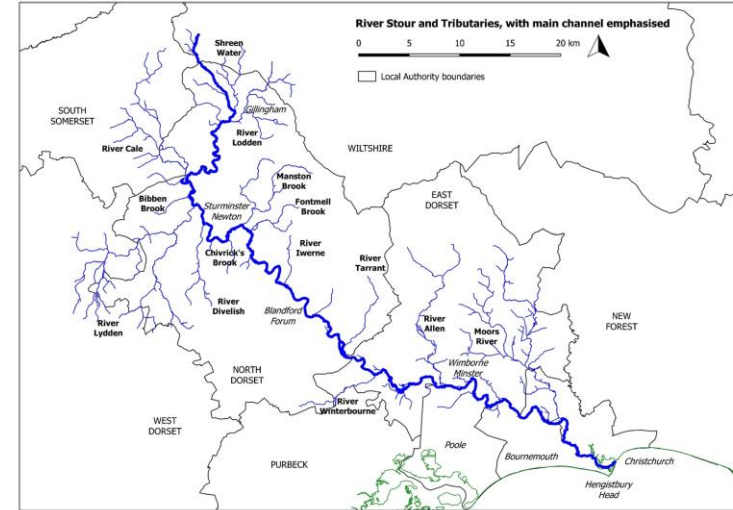 River Stour and Tributaries, with main channel emphasised
0 5 10 15 20 km
Local Authority boundaries
Shreen
Water
Gillingham
SOUTH
SOMERSET
River
Lodden
River Cale
WILTSHIRE
Manston
Brook
EAST
DORSET
Bibben
Brook
Sturminster
Newton
Fontmell
Brook
Chivrick's
Brook
River
Iwerne
River
Tarrant
River
Lydden
River
Divelish
Blandford
Forum
River
Allen
Moors
River
NEW
FOREST
NORTH
DORSET
Wimborne
Minster
WEST
DORSET
River
Winterbourne
PURBECK
Poole
Bournemouth
Christchurch
Hengistbury
Head